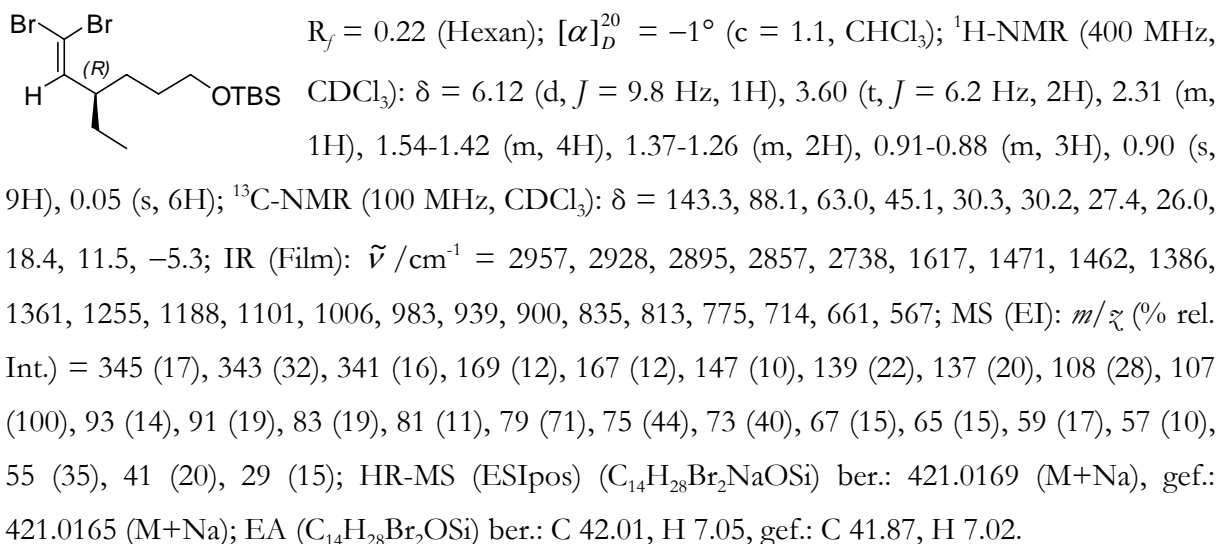 Br Br
(R)
H
OTBS
R_f = 0.22 (Hexan); [α]_D^20 = −1° (c = 1.1, CHCl₃); ¹H-NMR (400 MHz,
CDCl₃): δ = 6.12 (d, J = 9.8 Hz, 1H), 3.60 (t, J = 6.2 Hz, 2H), 2.31 (m,
1H), 1.54-1.42 (m, 4H), 1.37-1.26 (m, 2H), 0.91-0.88 (m, 3H), 0.90 (s,
9H), 0.05 (s, 6H); ¹³C-NMR (100 MHz, CDCl₃): δ = 143.3, 88.1, 63.0, 45.1, 30.3, 30.2, 27.4, 26.0,
18.4, 11.5, −5.3; IR (Film): ṽ /cm⁻¹ = 2957, 2928, 2895, 2857, 2738, 1617, 1471, 1462, 1386,
1361, 1255, 1188, 1101, 1006, 983, 939, 900, 835, 813, 775, 714, 661, 567; MS (EI): m/z (% rel.
Int.) = 345 (17), 343 (32), 341 (16), 169 (12), 167 (12), 147 (10), 139 (22), 137 (20), 108 (28), 107
(100), 93 (14), 91 (19), 83 (19), 81 (11), 79 (71), 75 (44), 73 (40), 67 (15), 65 (15), 59 (17), 57 (10),
55 (35), 41 (20), 29 (15); HR-MS (ESIpos) (C₁₄H₂₈Br₂NaOSi) ber.: 421.0169 (M+Na), gef.:
421.0165 (M+Na); EA (C₁₄H₂₈Br₂OSi) ber.: C 42.01, H 7.05, gef.: C 41.87, H 7.02.